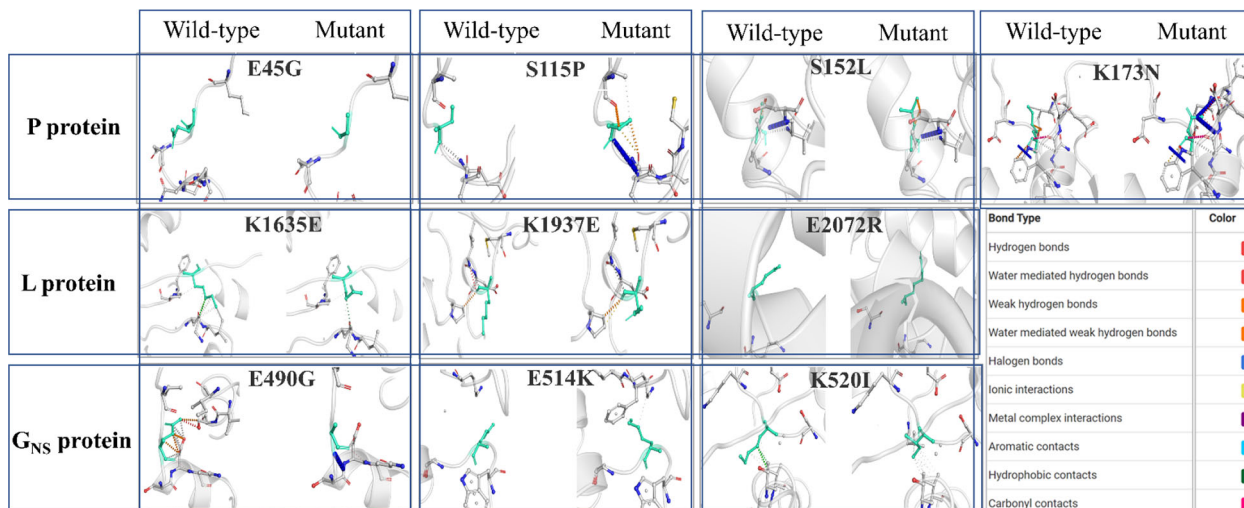 Wild-type Mutant Wild-type Mutant Wild-type Mutant Wild-type Mutant
P protein E45G S115P S152L K173N
L protein K1635E K1937E E2072R
G_NS protein E490G E514K K520I
Bond Type Color
Hydrogen bonds
Water mediated hydrogen bonds
Weak hydrogen bonds
Water mediated weak hydrogen bonds
Halogen bonds
Ionic interactions
Metal complex interactions
Aromatic contacts
Hydrophobic contacts
Carbonyl contacts